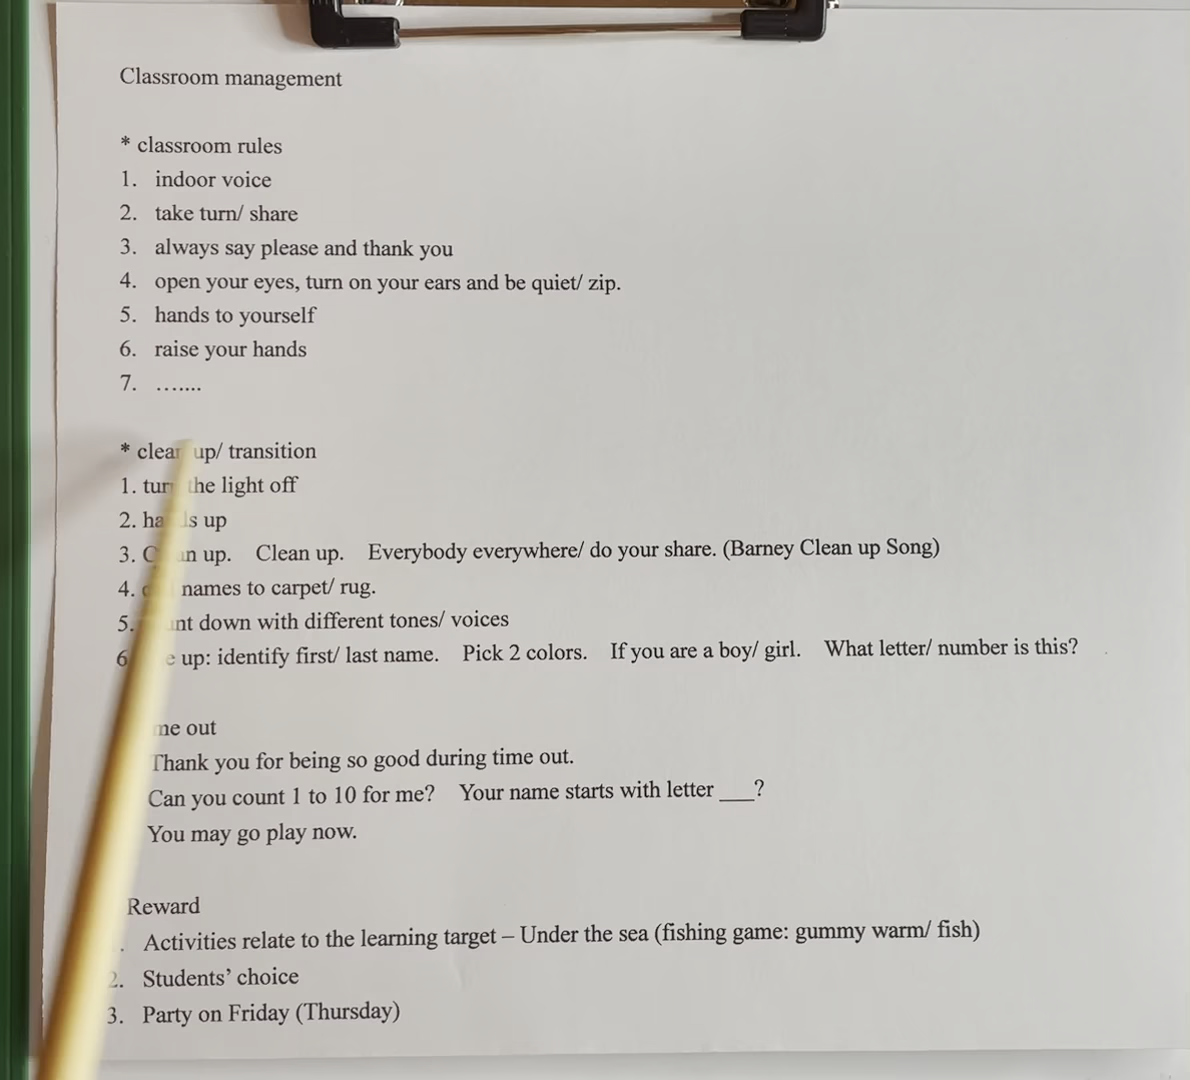 Classroom management
* classroom rules
1. indoor voice
2. take turn/ share
3. always say please and thank you
4. open your eyes, turn on your ears and be quiet/ zip.
5. hands to yourself
6. raise your hands
7. .......
* clean up/ transition
1. turn the light off
2. hands up
3. Clean up. Clean up. Everybody everywhere/ do your share. (Barney Clean up Song)
4. names to carpet/ rug.
5. count down with different tones/ voices
6 up: identify first/ last name. Pick 2 colors. If you are a boy/ girl. What letter/ number is this?
time out
Thank you for being so good during time out.
Can you count 1 to 10 for me? Your name starts with letter ___?
You may go play now.
Reward
. Activities relate to the learning target – Under the sea (fishing game: gummy warm/ fish)
2. Students' choice
3. Party on Friday (Thursday)